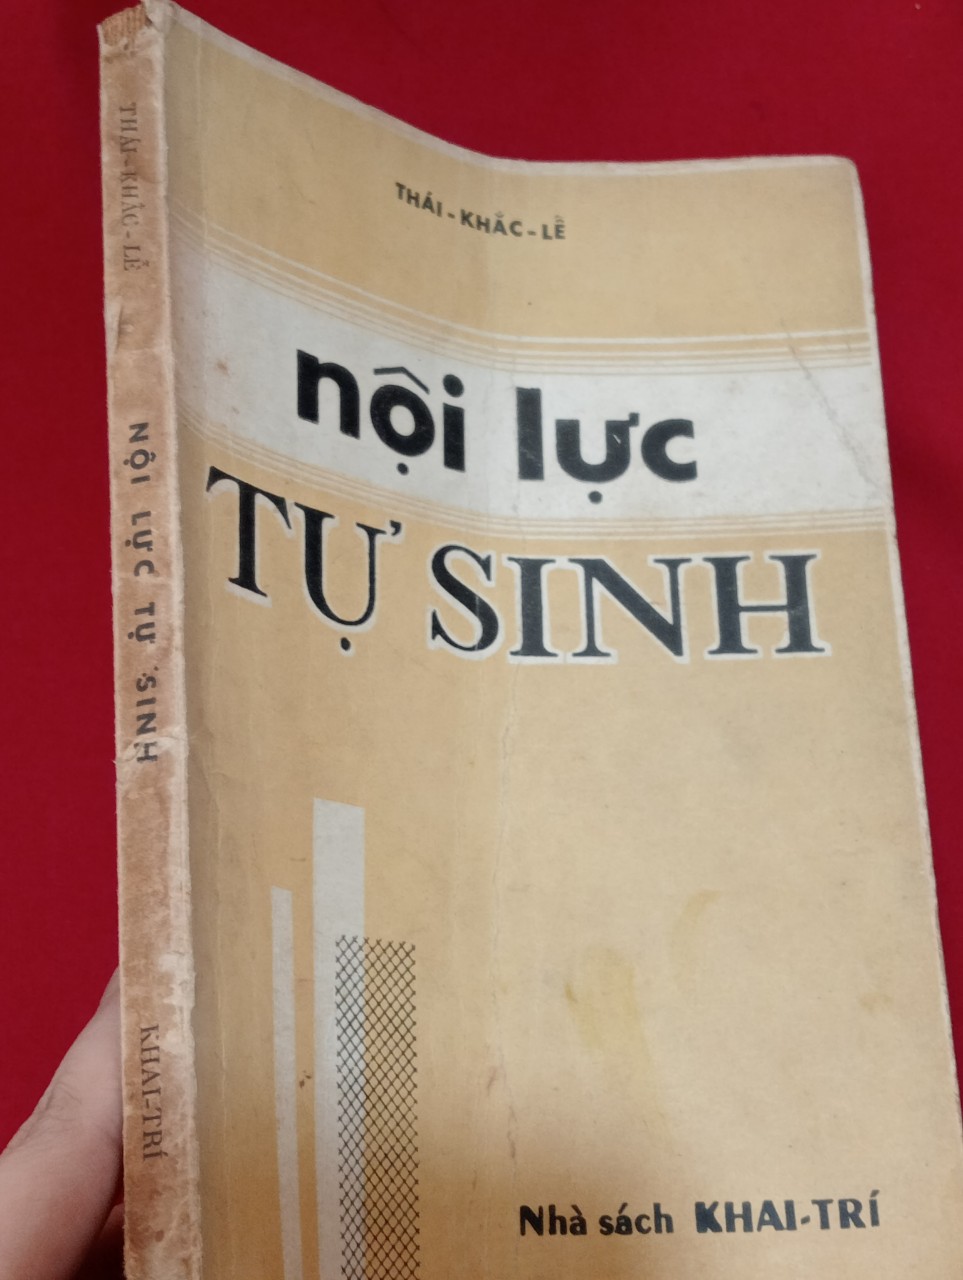 THÁI-KHẮC-LỄ
NỘI LỰC TỰ SINH
KHAI-TRÍ
THÁI-KHẮC-LỄ
nội lực
TỰ SINH
Nhà sách KHAI-TRÍ